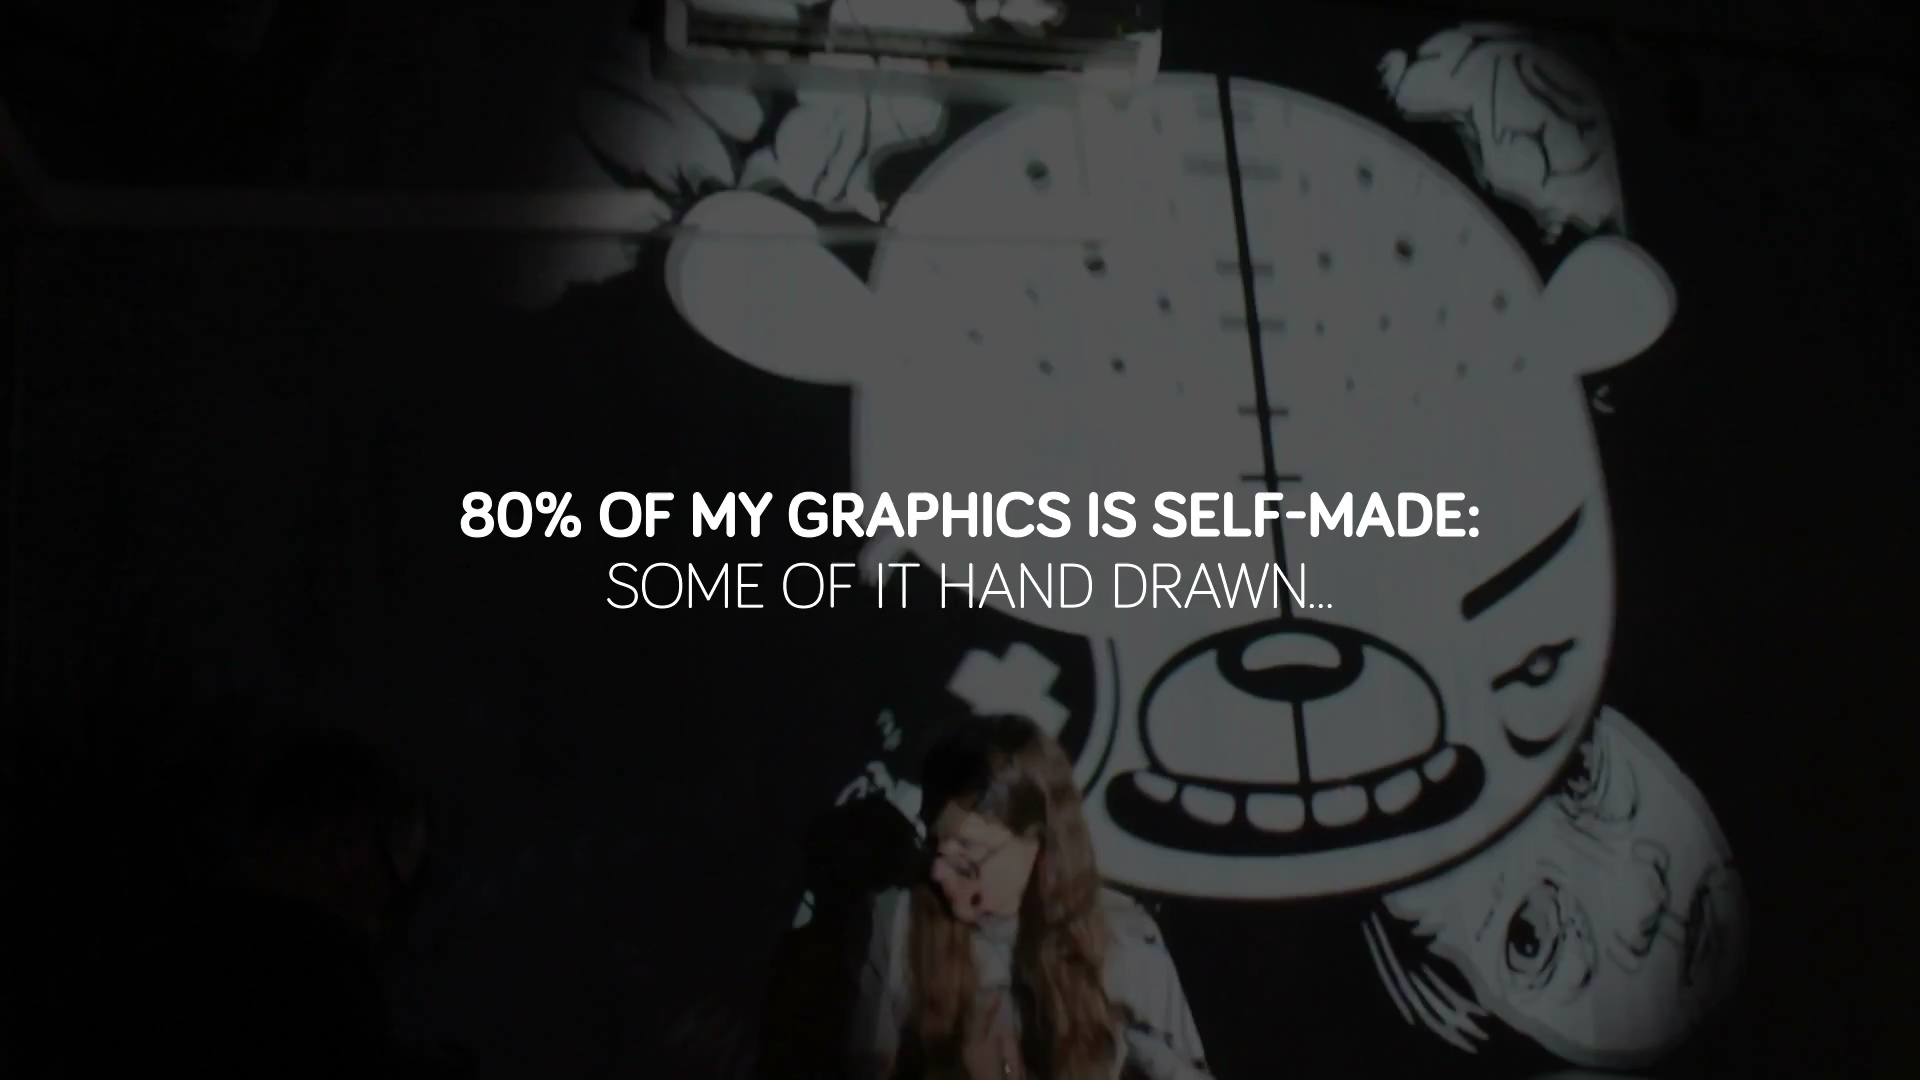 80% OF MY GRAPHICS IS SELF-MADE:
SOME OF IT HAND DRAWN...